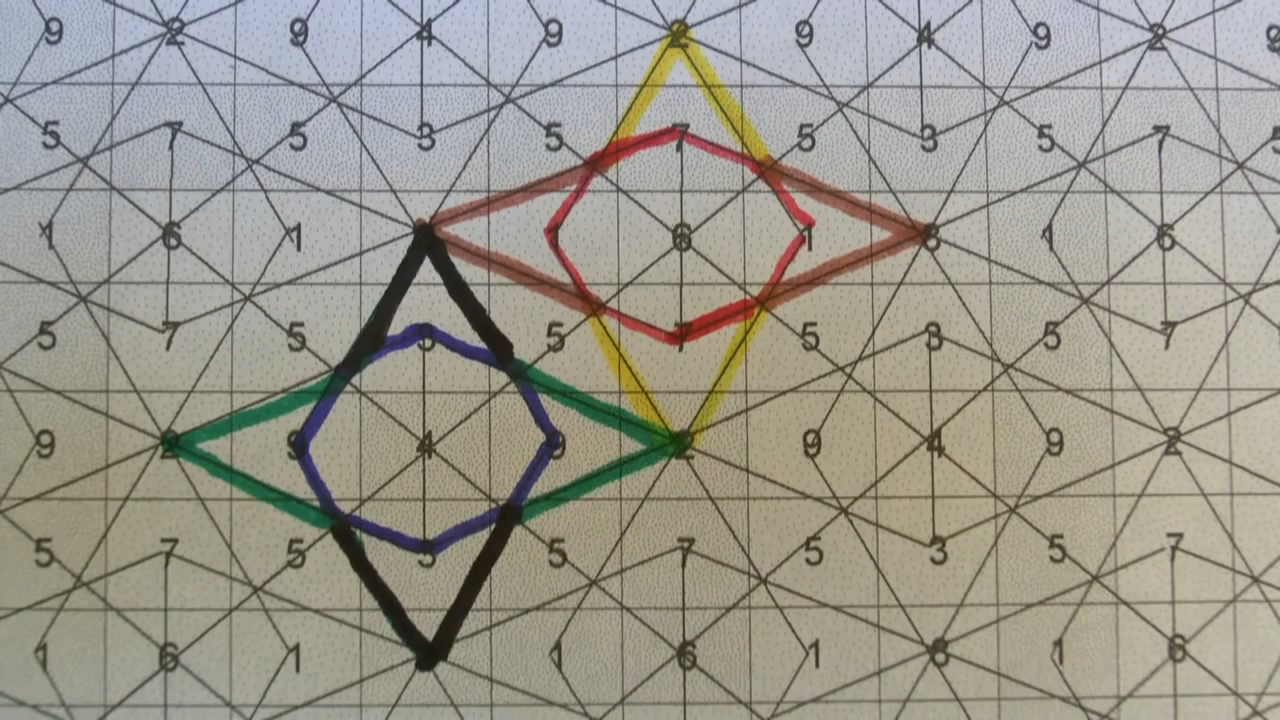 9 2 9 4 9 2 9 4 9 2 9
5 7 5 3 5 7 5 3 5 7 5
1 6 1 1 6 1 8 1 6
5 7 5 3 5 7 5 3 5 7
9 2 9 4 9 2 9 4 9 2
5 7 5 3 5 7 5 3 5 7
1 6 1 1 6 1 8 1 6